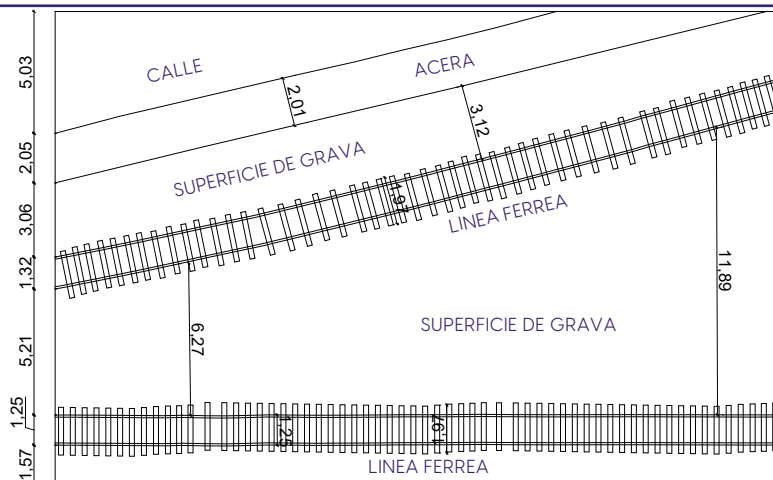 CALLE
ACERA
2,01
3,12
SUPERFICIE DE GRAVA
1,97
LINEA FERREA
11,89
6,27
SUPERFICIE DE GRAVA
1,25
1,97
LINEA FERREA
5,03
2,05
3,06
1,32
5,21
1,25
1,57